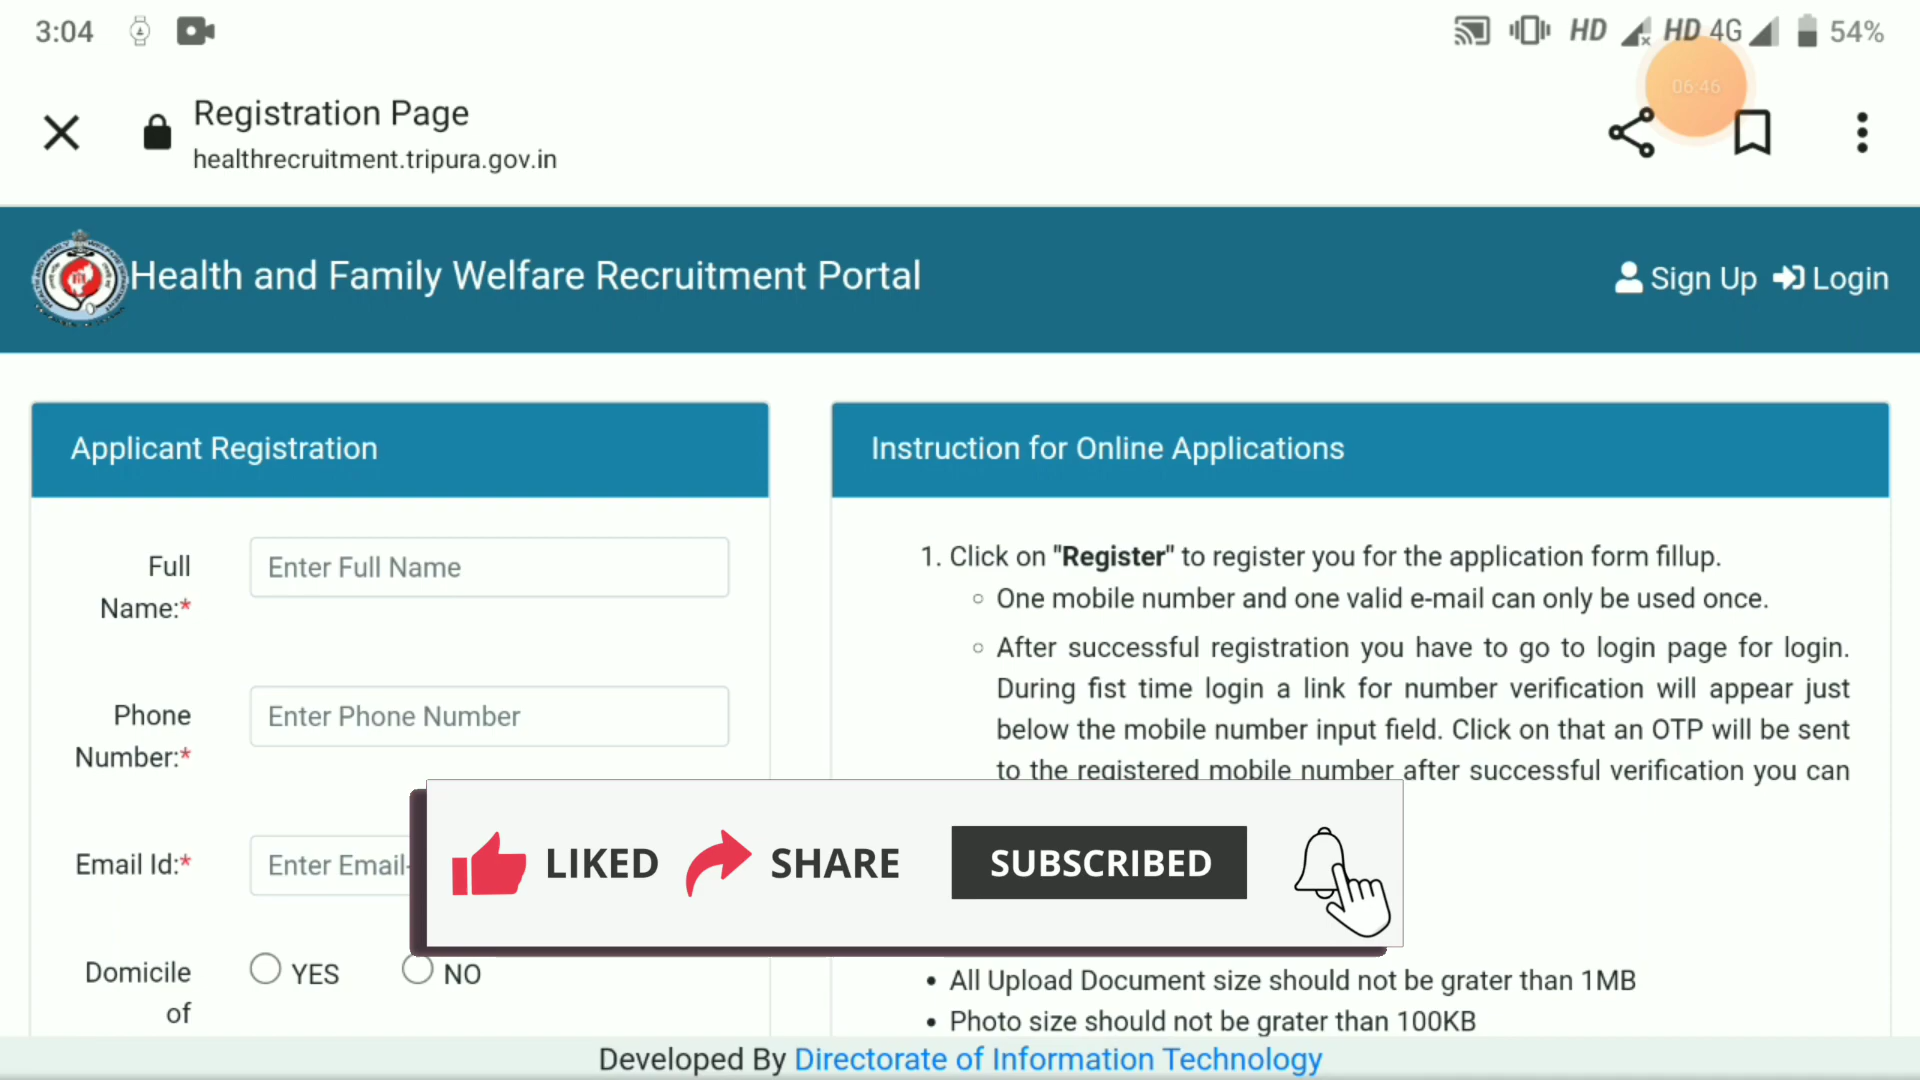 3:04
HD HD 4G 54%
06:46
Registration Page
healthrecruitment.tripura.gov.in
Health and Family Welfare Recruitment Portal
Sign Up Login
Applicant Registration
Full Name:*
Enter Full Name
Phone Number:*
Enter Phone Number
Email Id:*
Enter Email-
Domicile of
YES NO
Instruction for Online Applications
1. Click on "Register" to register you for the application form fillup.
One mobile number and one valid e-mail can only be used once.
After successful registration you have to go to login page for login.
During fist time login a link for number verification will appear just
below the mobile number input field. Click on that an OTP will be sent
to the registered mobile number after successful verification you can
LIKED SHARE SUBSCRIBED
• All Upload Document size should not be grater than 1MB
• Photo size should not be grater than 100KB
Developed By Directorate of Information Technology